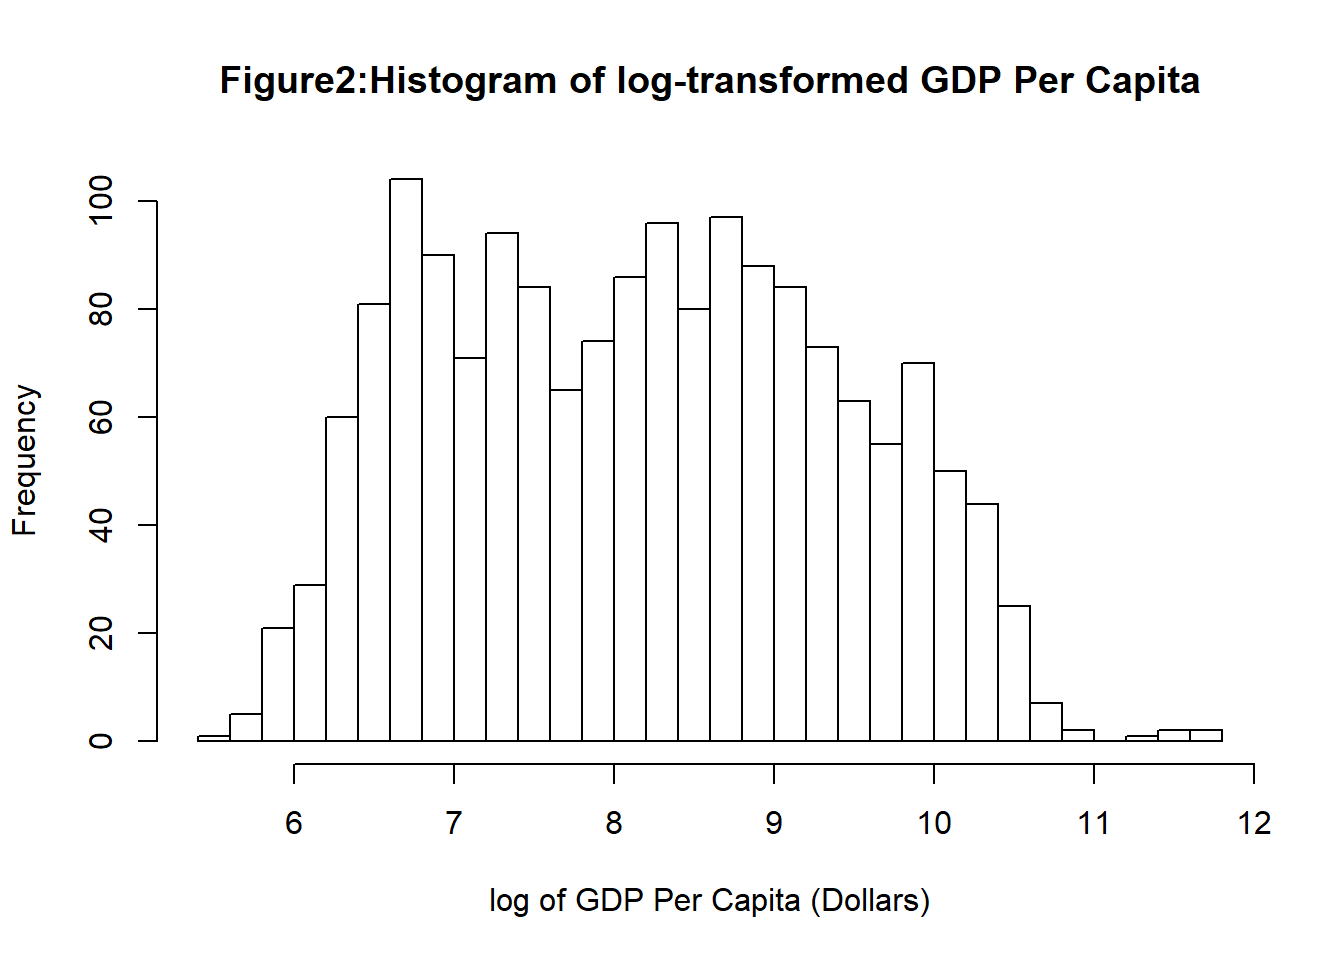 Figure2:Histogram of log-transformed GDP Per Capita
Frequency
100
80
60
40
20
0
6 7 8 9 10 11 12
log of GDP Per Capita (Dollars)